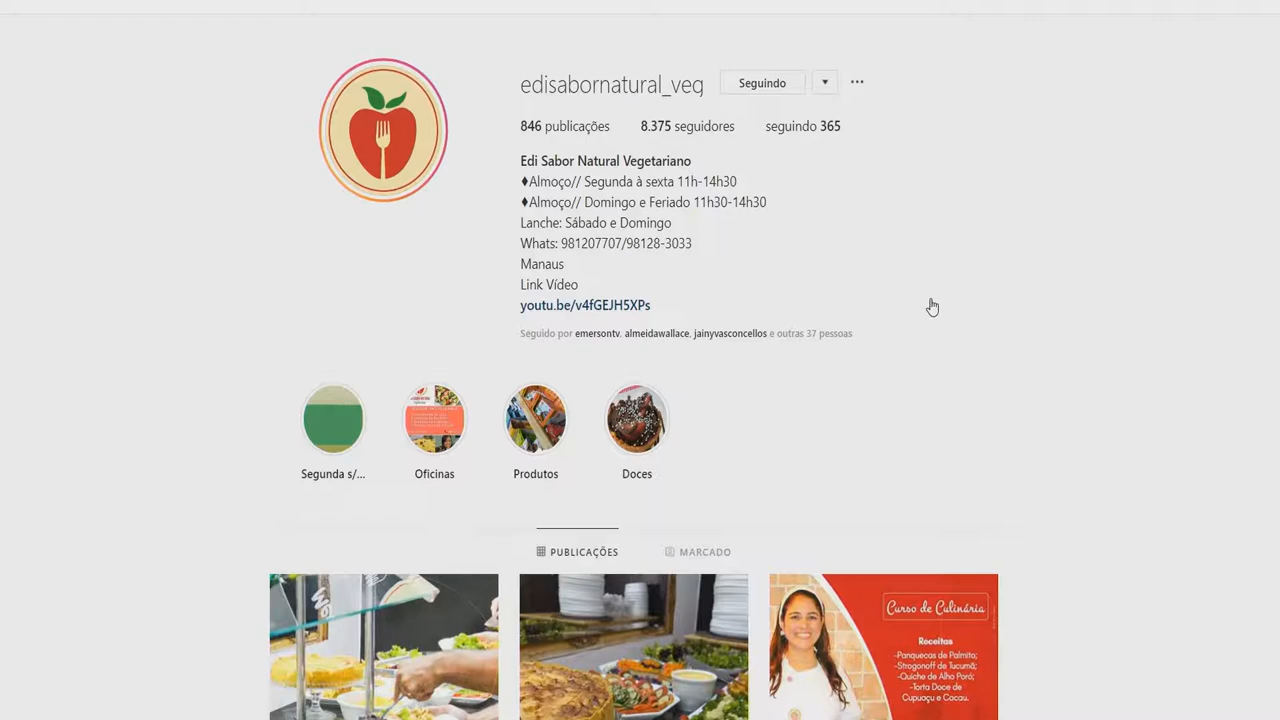 edisabornatural_veg
Seguindo
846 publicações 8.375 seguidores seguindo 365
Edi Sabor Natural Vegetariano
♦Almoço// Segunda à sexta 11h-14h30
♦Almoço// Domingo e Feriado 11h30-14h30
Lanche: Sábado e Domingo
Whats: 981207707/98128-3033
Manaus
Link Vídeo
youtu.be/v4fGEJH5XPs
Seguido por emersontv, almeidawallace, jainyvasconcellos e outras 37 pessoas
Segunda s/... Oficinas Produtos Doces
PUBLICAÇÕES MARCADO
Curso de Culinária
Receitas
-Panquecas de Palmito;
-Strogonoff de Tucumã;
-Quiche de Alho Poró;
-Torta Doce de
Cupuaçu e Cacau.